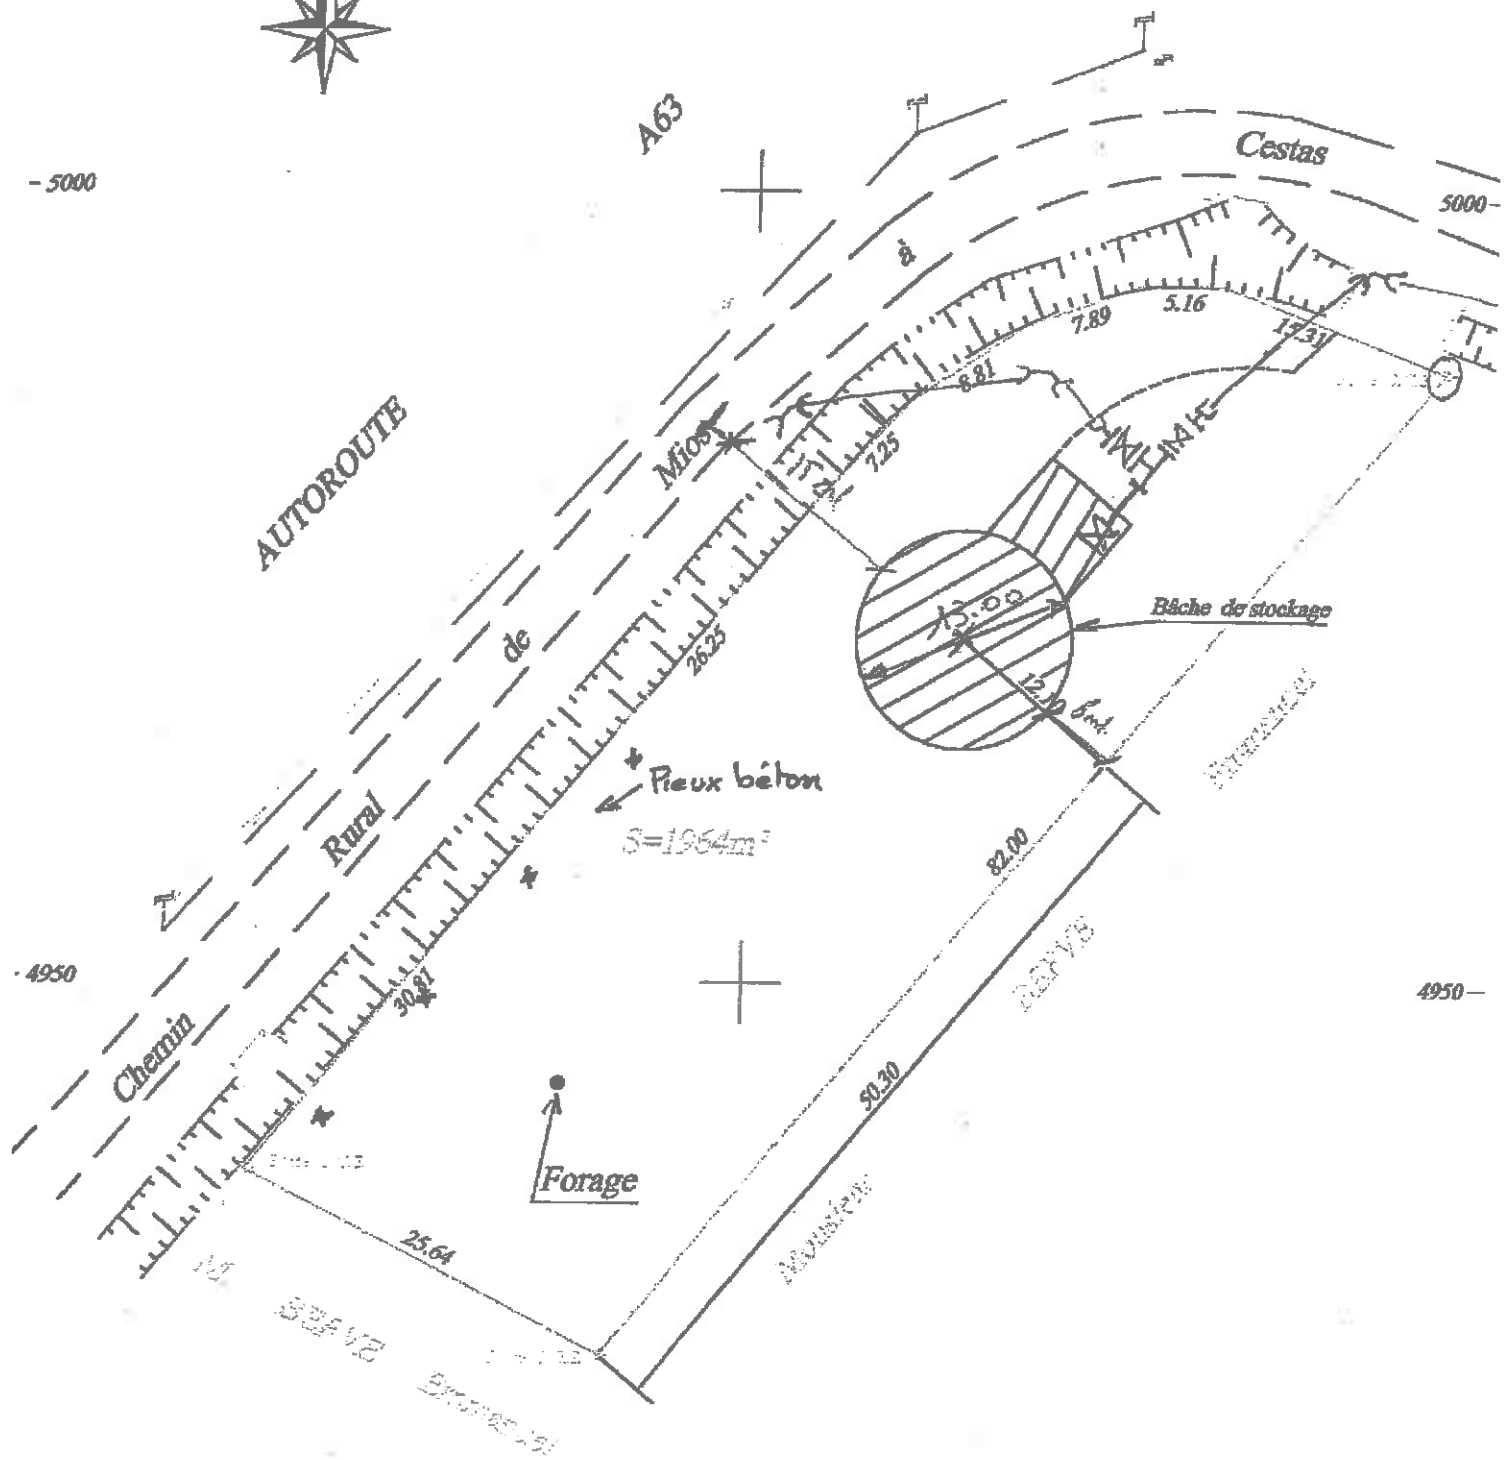 A63
Cestas
- 5000
5000 -
à
5.16
7.89
15.31
8.81
Mios
7.25
AUTOROUTE
13.00
Bâche de stockage
de
26.25
12.10
Pieux béton
S=1964m²
Rural
82.00
- 4950
4950 -
30.81
Chemin
50.30
Forage
25.64
Monsieur